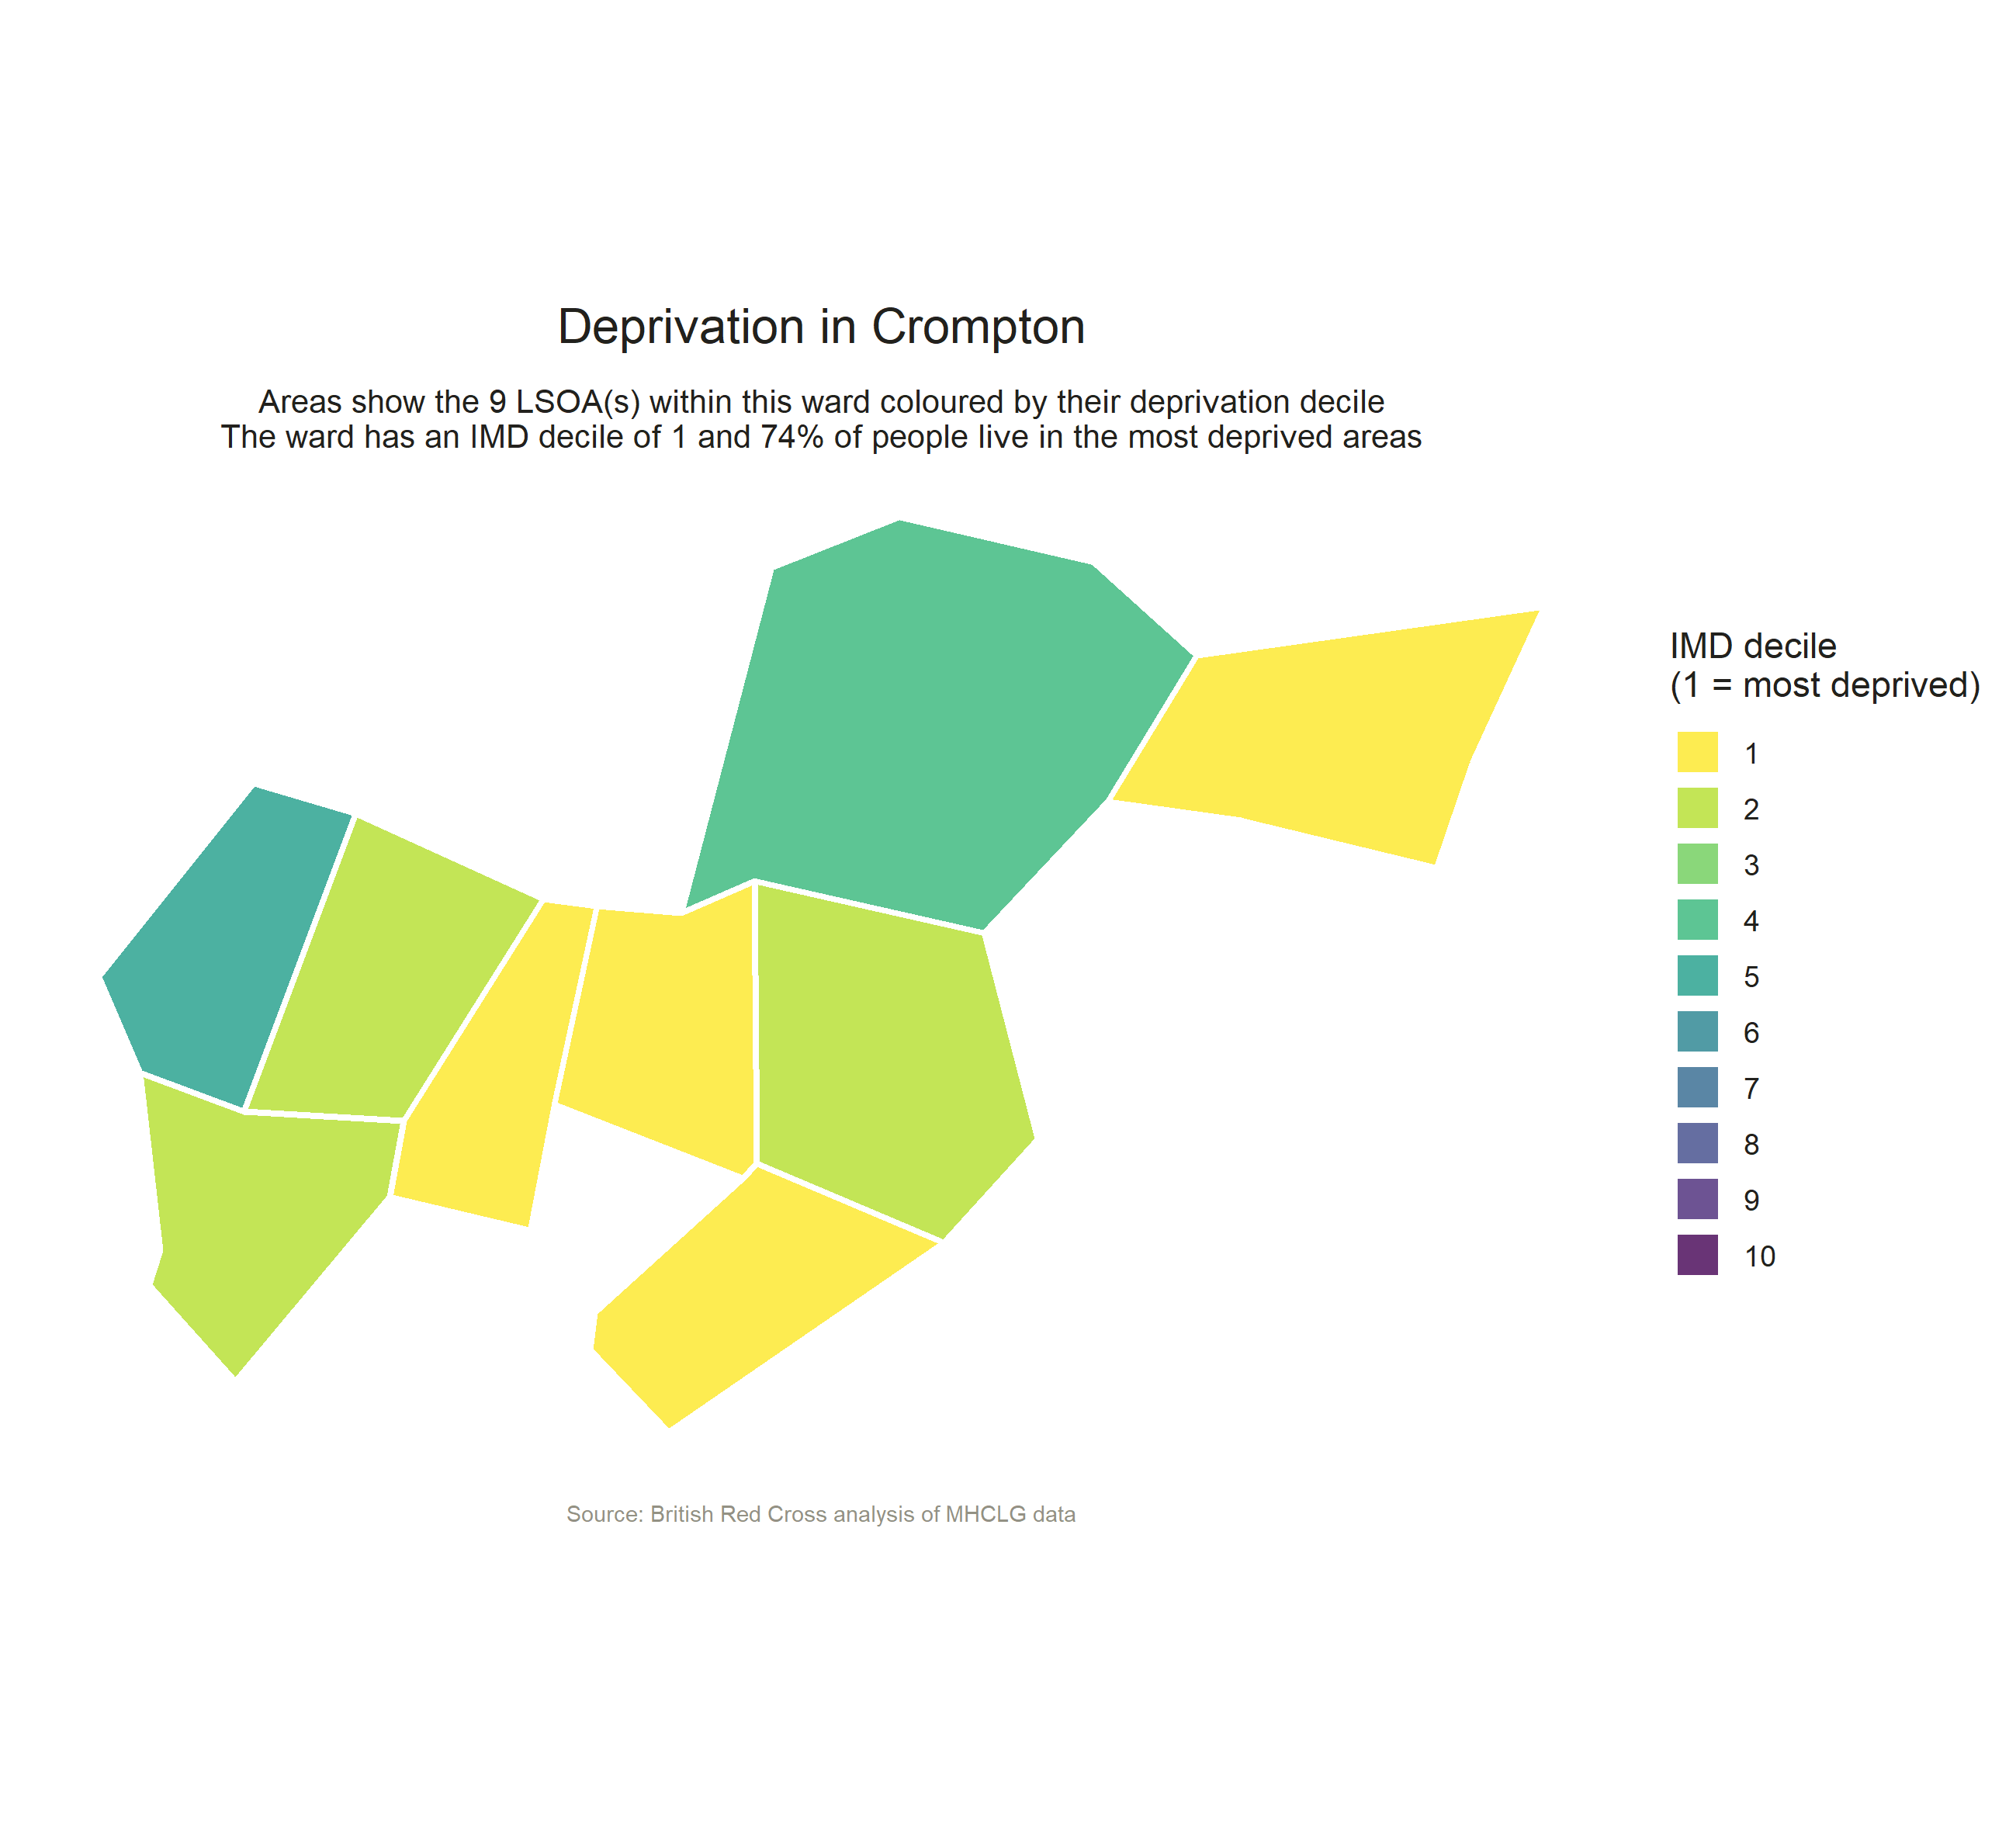 Deprivation in Crompton
Areas show the 9 LSOA(s) within this ward coloured by their deprivation decile
The ward has an IMD decile of 1 and 74% of people live in the most deprived areas
IMD decile
(1 = most deprived)
1
2
3
4
5
6
7
8
9
10
Source: British Red Cross analysis of MHCLG data